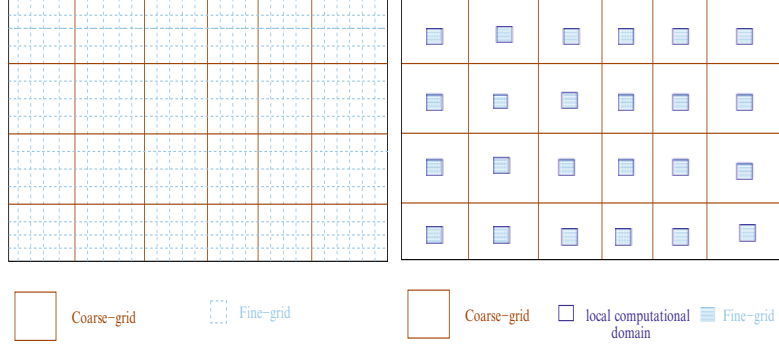 Coarse-grid
Fine-grid
Coarse-grid
local computational
domain
Fine-grid